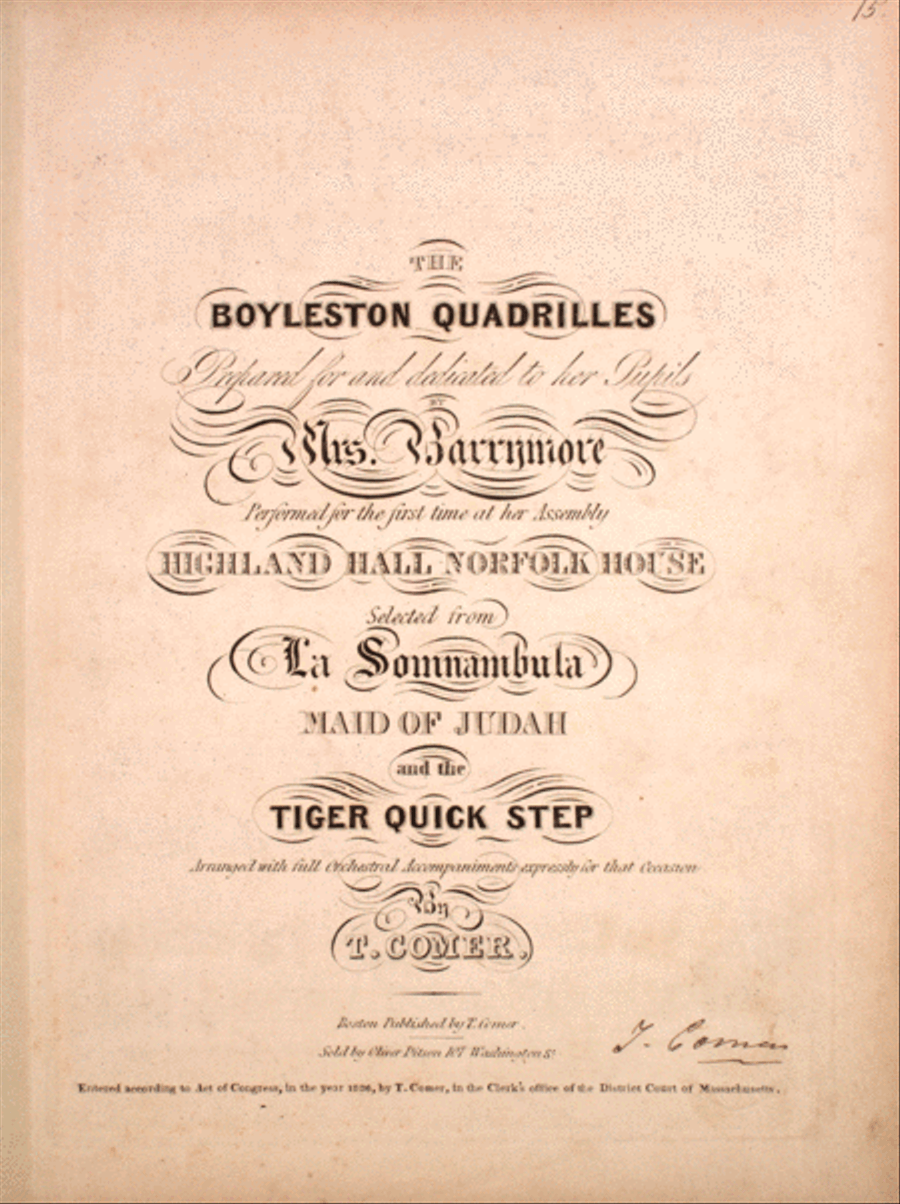 15.
THE
BOYLESTON QUADRILLES
Prepared for and dedicated to her Pupils
BY
Mrs. Barrymore
Performed for the first time at her Assembly
HIGHLAND HALL NORFOLK HOUSE
Selected from
La Somnambula
MAID OF JUDAH
and the
TIGER QUICK STEP
Arranged with full Orchestral Accompaniments expressly for that Occasion
By
T. COMER.
Boston Published by T. Comer.
Sold by Oliver Ditson Washington St
T. Comer
Entered according to Act of Congress, in the year by T. Comer, in the Clerk's office of the District Court of Massachusetts.